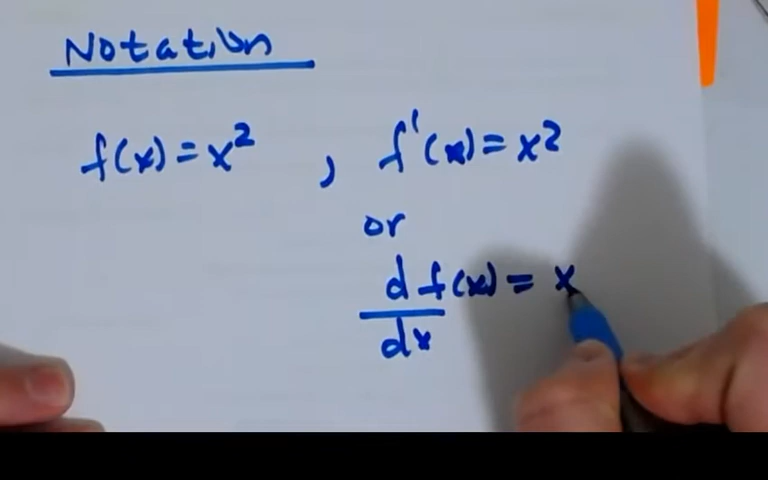 Notation
f(x) = x² , f'(x) = x²
or
d f(x) = x
dx